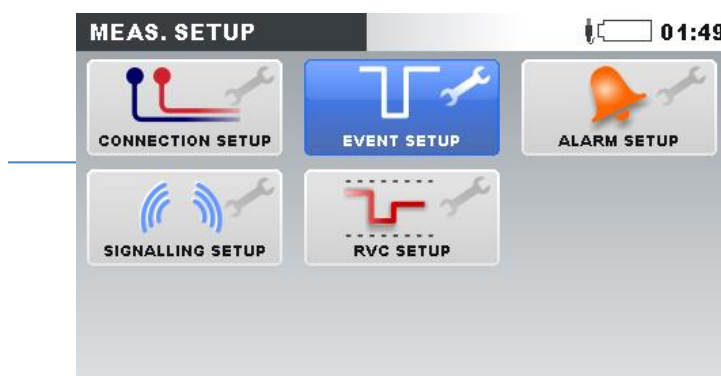 MEAS. SETUP 01:49
CONNECTION SETUP EVENT SETUP ALARM SETUP
SIGNALLING SETUP RVC SETUP